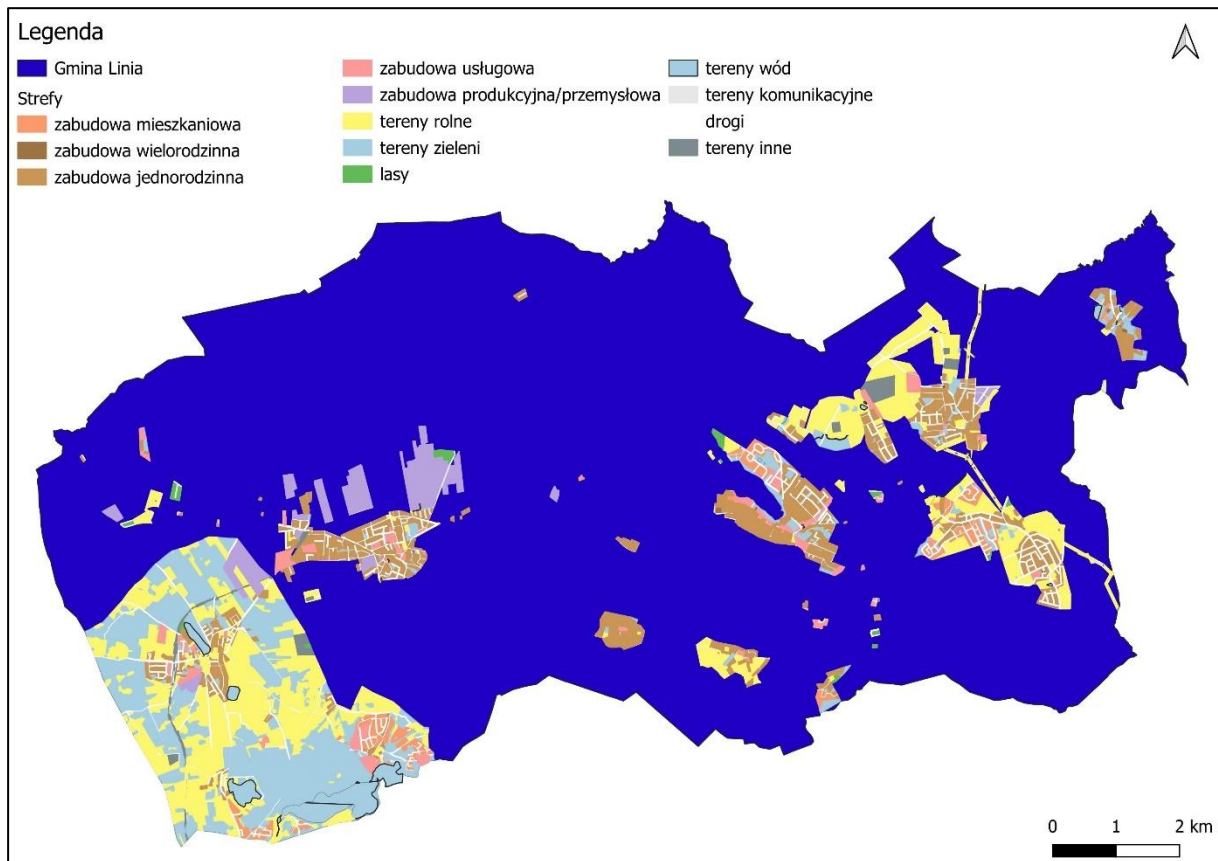 Legenda
Gmina Linia
Strefy
zabudowa mieszkaniowa
zabudowa wielorodzinna
zabudowa jednorodzinna
zabudowa usługowa
zabudowa produkcyjna/przemysłowa
tereny rolne
tereny zieleni
lasy
tereny wód
tereny komunikacyjne
drogi
tereny inne
0 1 2 km